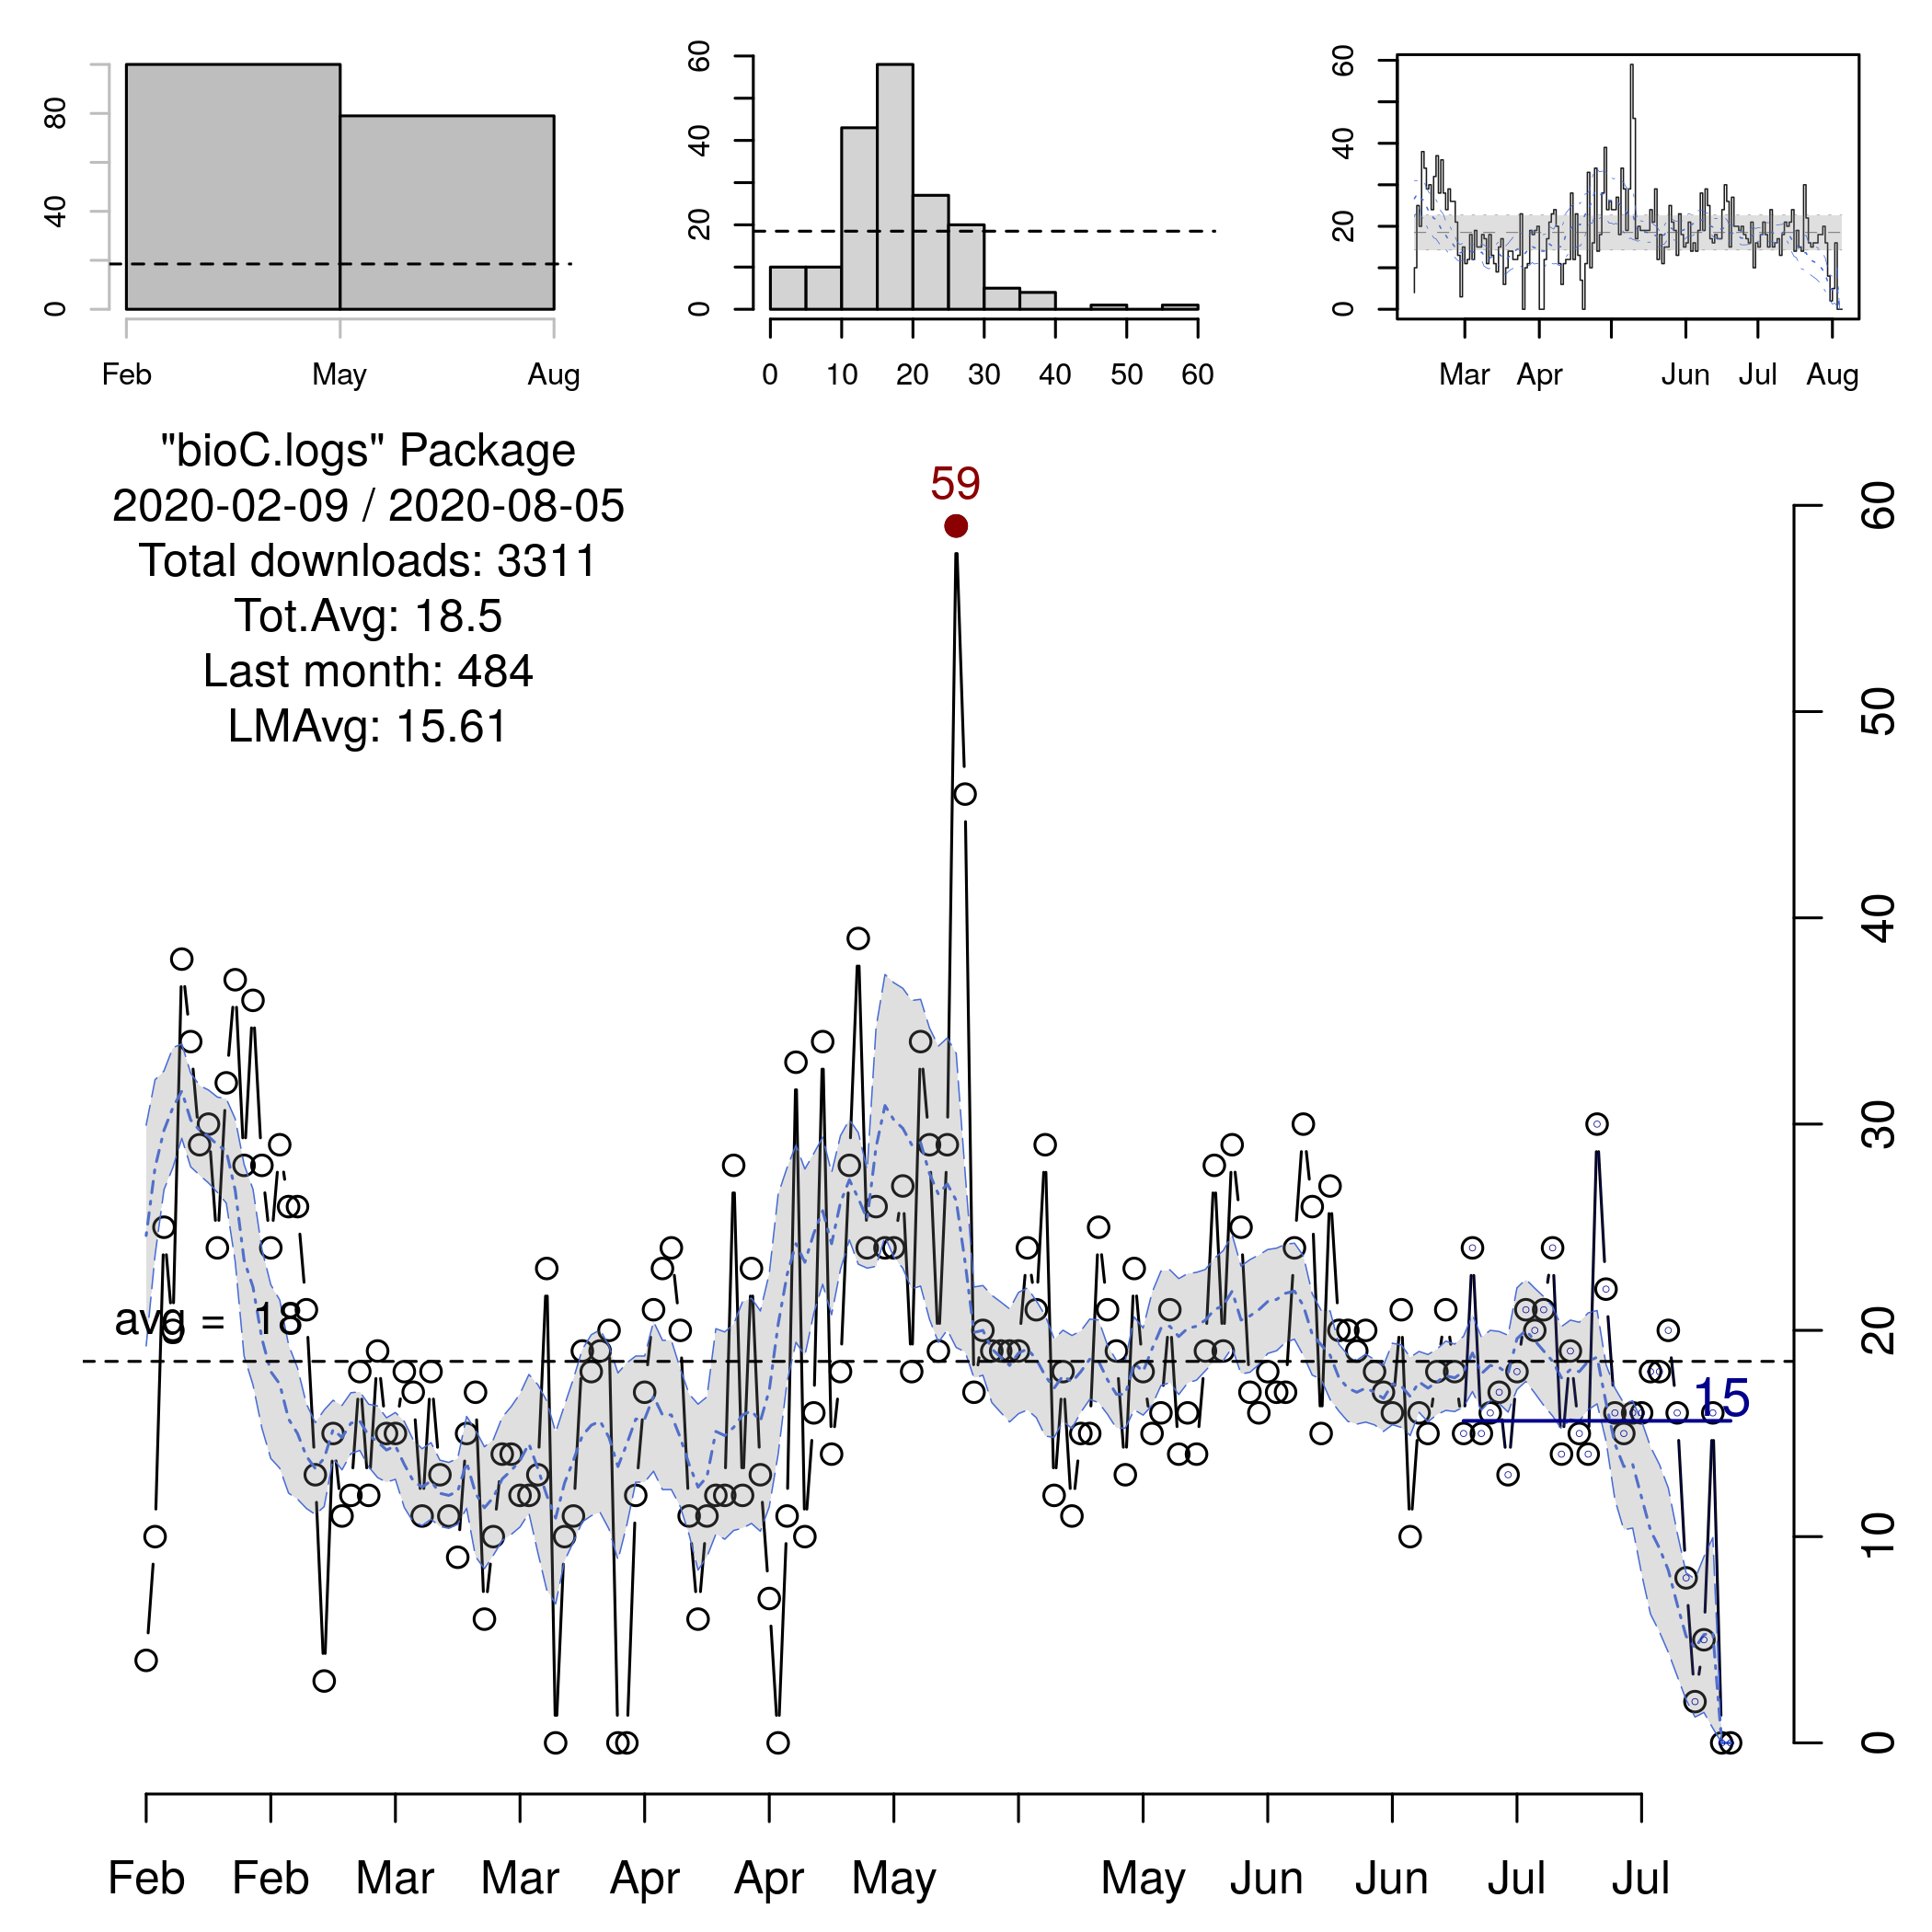 0 40 80
Feb May Aug
0 20 40 60
0 10 20 30 40 50 60
0 20 40 60
Mar Apr Jun Jul Aug
"bioC.logs" Package
2020-02-09 / 2020-08-05
Total downloads: 3311
Tot.Avg: 18.5
Last month: 484
LMAvg: 15.61
59
avg = 18
15
0 10 20 30 40 50 60
Feb Feb Mar Mar Apr Apr May May Jun Jun Jul Jul